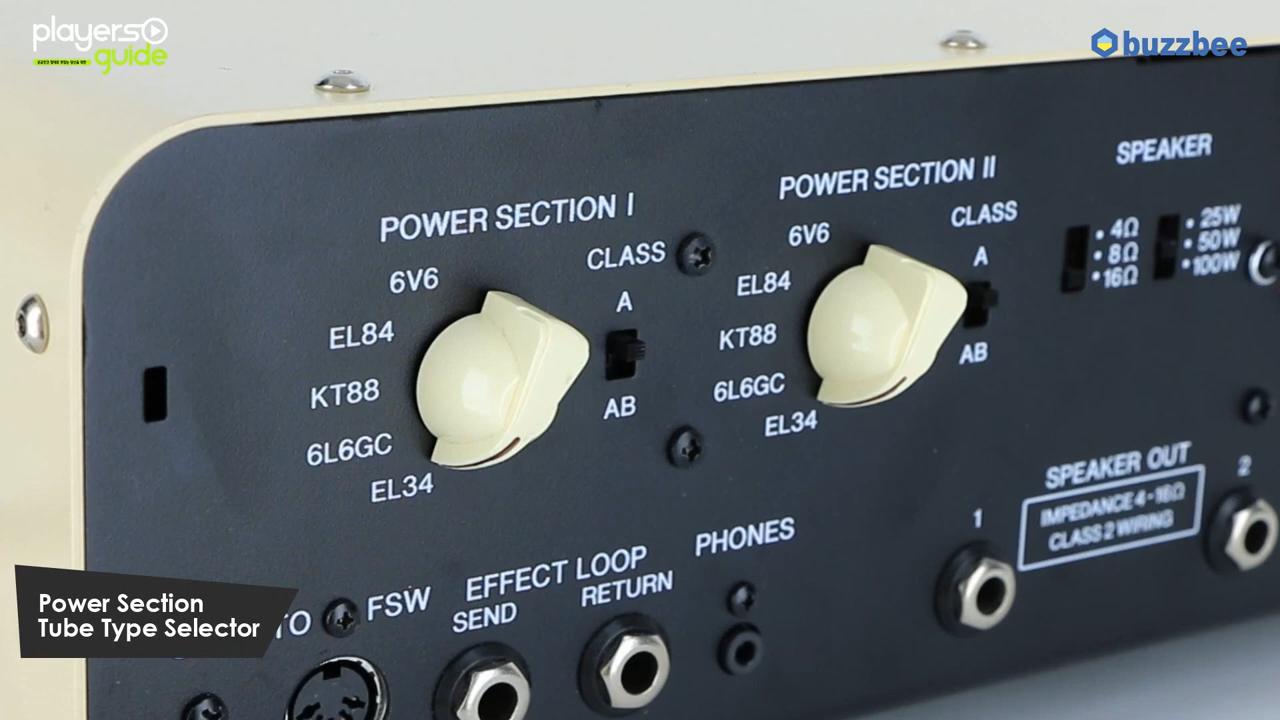 players
guide
buzzbee
POWER SECTION I
6V6
EL84
KT88
6L6GC
EL34
CLASS
A
AB
POWER SECTION II
6V6
EL84
KT88
6L6GC
EL34
CLASS
A
AB
SPEAKER
4Ω
8Ω
16Ω
25W
50W
100W
SPEAKER OUT
IMPEDANCE 4-16Ω
CLASS 2 WIRING
1
2
PHONES
EFFECT LOOP
SEND
RETURN
FSW
TO
Power Section
Tube Type Selector